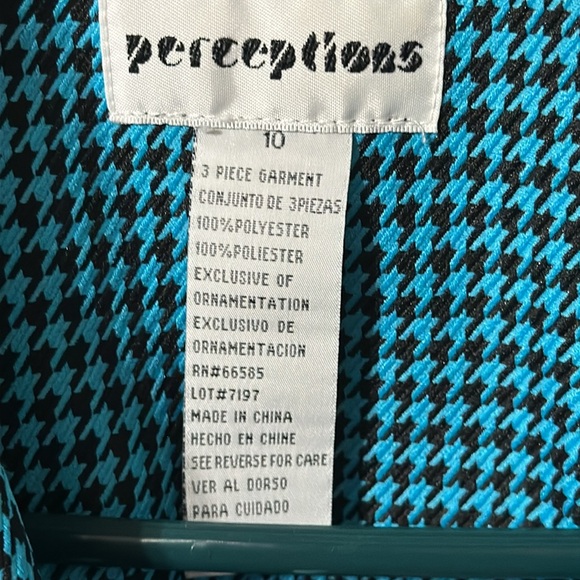 perceptions
10
3 PIECE GARMENT
CONJUNTO DE 3PIEZAS
100%POLYESTER
100%POLIESTER
EXCLUSIVE OF
ORNAMENTATION
EXCLUSIVO DE
ORNAMENTACION
RN#66585
LOT#7197
MADE IN CHINA
HECHO EN CHINE
SEE REVERSE FOR CARE
VER AL DORSO
PARA CUIDADO